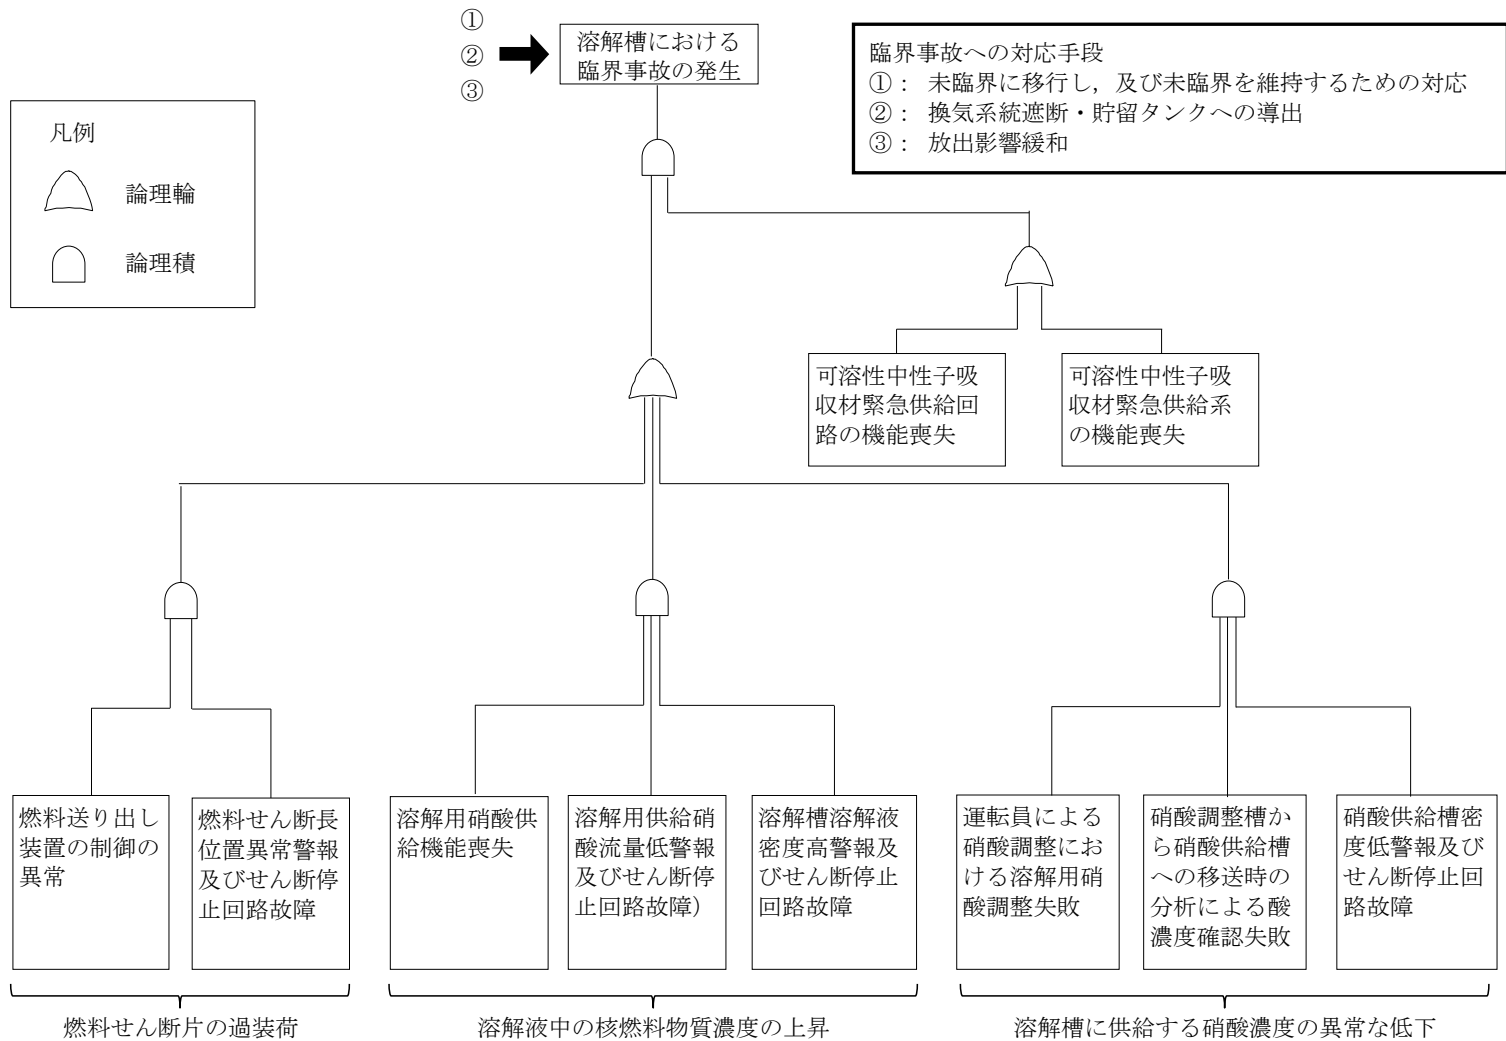 ①
②
③
溶解槽における
臨界事故の発生
臨界事故への対応手段
①： 未臨界に移行し，及び未臨界を維持するための対応
②： 換気系統遮断・貯留タンクへの導出
③： 放出影響緩和
凡例
論理輪
論理積
可溶性中性子吸
収材緊急供給回
路の機能喪失
可溶性中性子吸
収材緊急供給系
の機能喪失
燃料送り出し
装置の制御の
異常
燃料せん断長
位置異常警報
及びせん断停
止回路故障
溶解用硝酸供
給機能喪失
溶解用供給硝
酸流量低警報
及びせん断停
止回路故障）
溶解槽溶解液
密度高警報及
びせん断停止
回路故障
運転員による
硝酸調整にお
ける溶解用硝
酸調整失敗
硝酸調整槽か
ら硝酸供給槽
への移送時の
分析による酸
濃度確認失敗
硝酸供給槽密
度低警報及び
せん断停止回
路故障
燃料せん断片の過装荷
溶解液中の核燃料物質濃度の上昇
溶解槽に供給する硝酸濃度の異常な低下